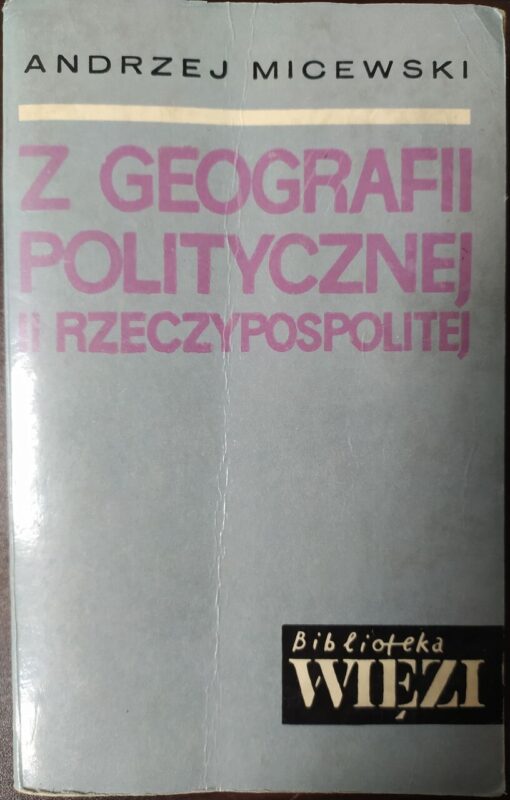 ANDRZEJ MICEWSKI
Z GEOGRAFII
POLITYCZNEJ
II RZECZYPOSPOLITEJ
Biblioteka
WIĘZI